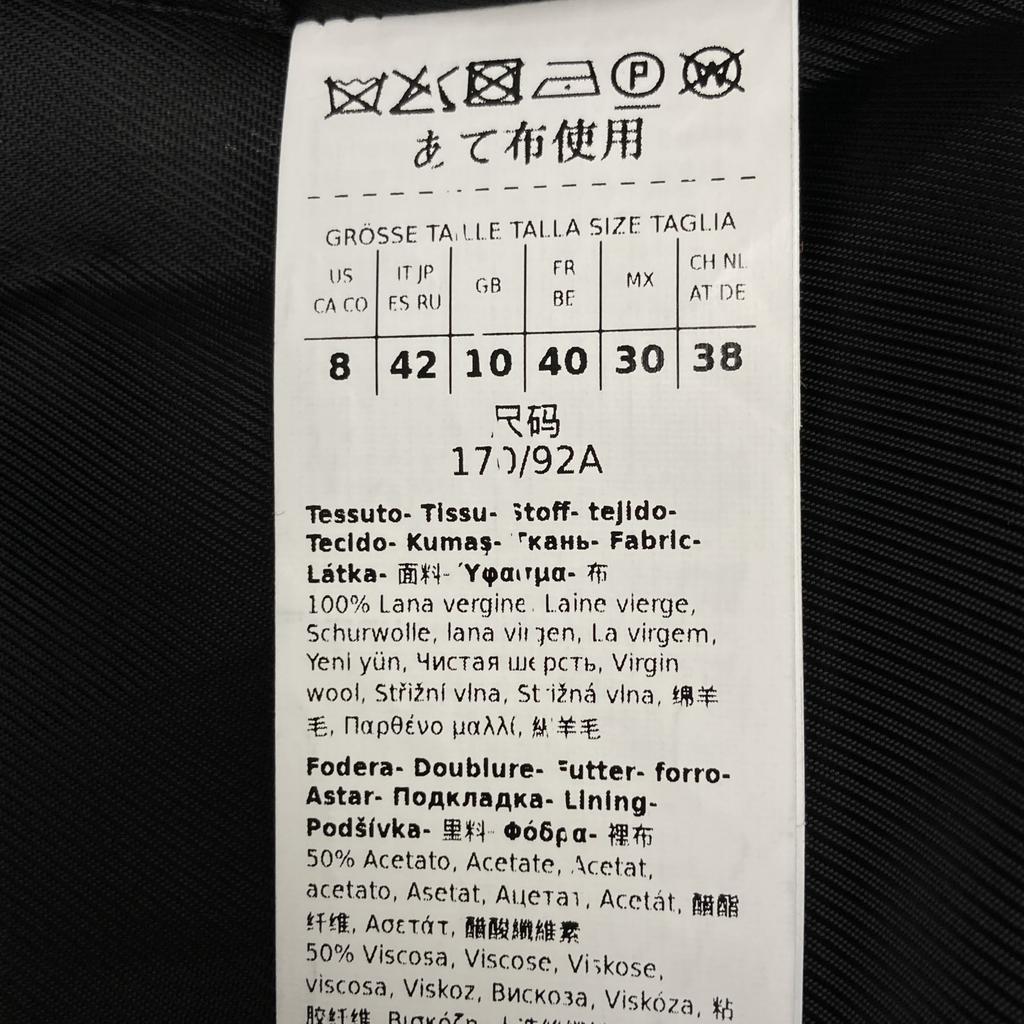 あて布使用
GRÖSSE TAILLE TALLA SIZE TAGLIA
US CA CO
IT JP ES RU
GB
FR BE
MX
CH NL AT DE
8 42 10 40 30 38
尺码
170/92A
Tessuto- Tissu- Stoff- tejido-
Tecido- Kumaş- Ткань- Fabric-
Látka- 面料- Ύφασμα- 布
100% Lana vergine, Laine vierge,
Schurwolle, lana virgen, La virgem,
Yeni yün, Чистая шерсть, Virgin
wool, Střižní vlna, Strižná vlna, 绵羊
毛, Παρθένο μαλλί, 羊毛
Fodera- Doublure- Futter- forro-
Astar- Подкладка- Lining-
Podšívka- 里料- Φόδρα- 裡布
50% Acetato, Acetate, Acetat,
acetato, Asetat, Ацетат, Acetát, 醋酯
纤维, Ασετάτ, 醋酸纖維素
50% Viscosa, Viscose, Viskose,
viscosa, Viskoz, Вискоза, Viskóza, 粘
胶纤维, Βισκόζη,